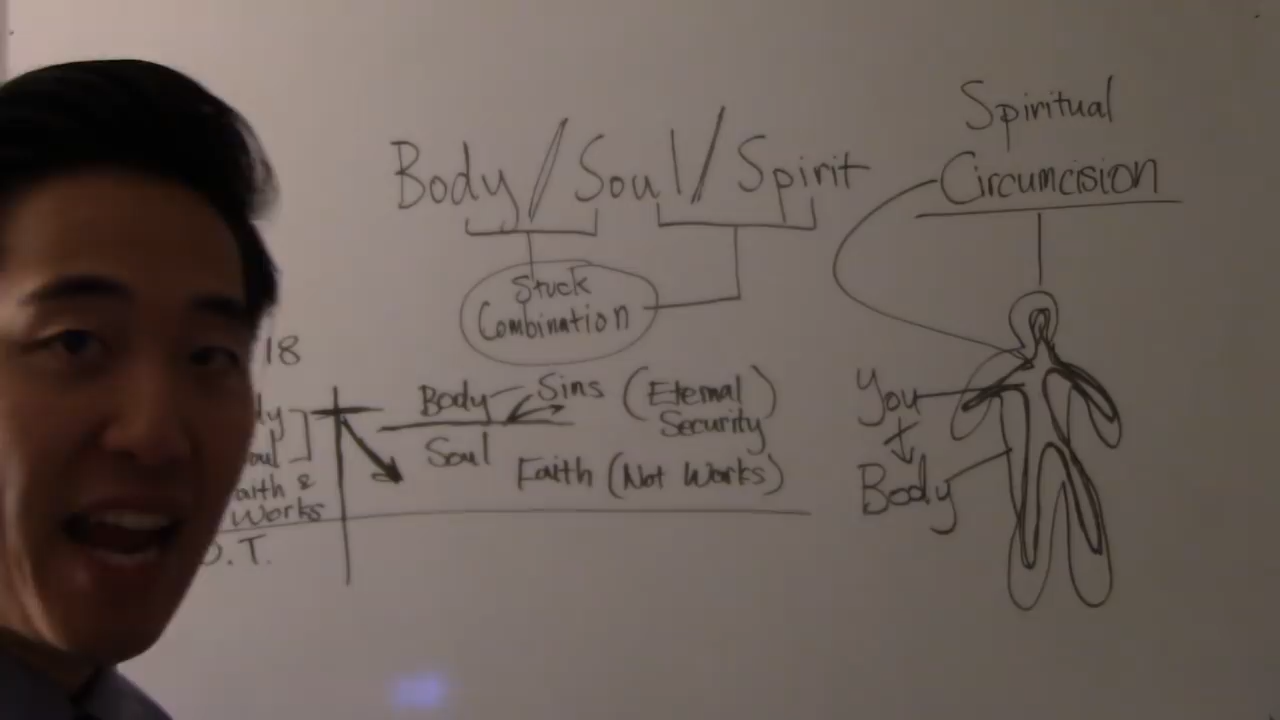 Spiritual
Circumcision
Body/Soul/Spirit
Stuck
Combination
18
Body Sins (Eternal
Security)
Soul
Faith (Not Works)
&
Works
O.T.
You
Body